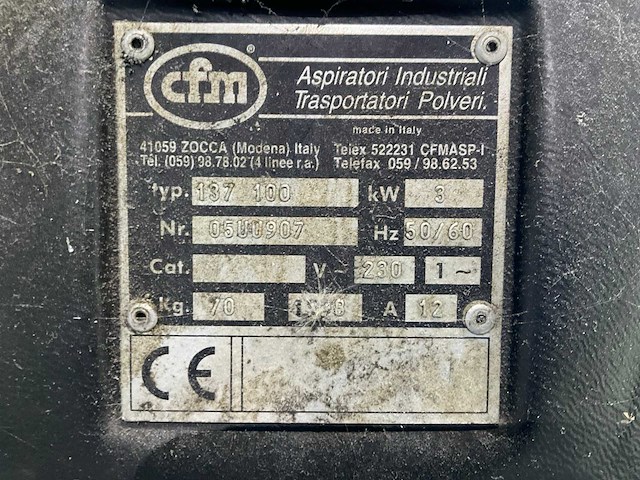 cfm ®
Aspiratori Industriali
Trasportatori Polveri.
made in Italy
41059 ZOCCA (Modena) Italy Telex 522231 CFMASP-I
Tel. (059) 98.78.02 (4 linee r.a.) Telefax 059 / 98.62.53
typ. 137 100 kW 3
Nr. 05U0907 Hz 50/60
Cat. V~ 230 1~
Kg. 70 A 12
CE